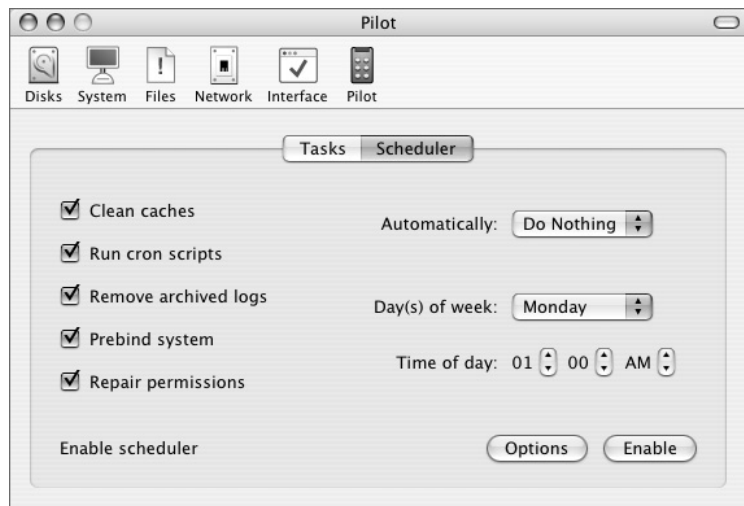 Pilot
Disks System Files Network Interface Pilot
Tasks Scheduler
Clean caches
Automatically: Do Nothing
Run cron scripts
Remove archived logs
Day(s) of week: Monday
Prebind system
Time of day: 01 00 AM
Repair permissions
Enable scheduler Options Enable